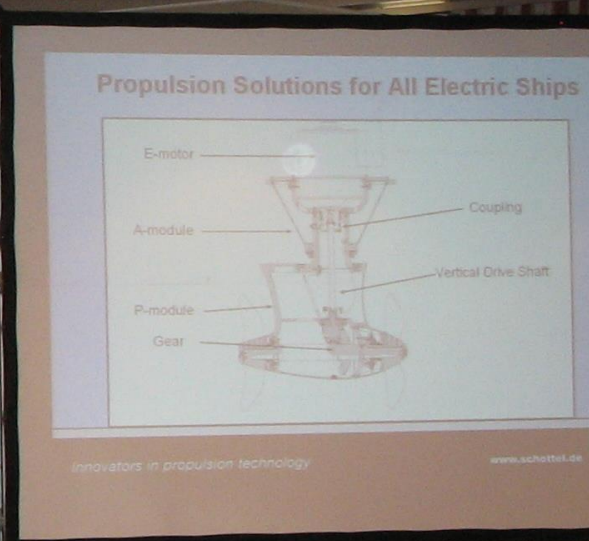 Propulsion Solutions for All Electric Ships
E-motor
Coupling
A-module
Vertical Drive Shaft
P-module
Gear
Innovators in propulsion technology
www.schottel.de